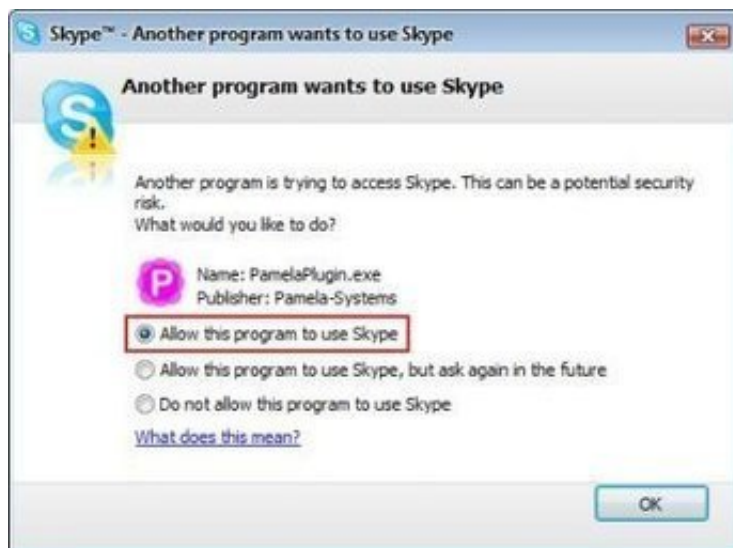 Skype™ - Another program wants to use Skype
Another program wants to use Skype
Another program is trying to access Skype. This can be a potential security
risk.
What would you like to do?
Name: PamelaPlugin.exe
Publisher: Pamela-Systems
Allow this program to use Skype
Allow this program to use Skype, but ask again in the future
Do not allow this program to use Skype
What does this mean?
OK